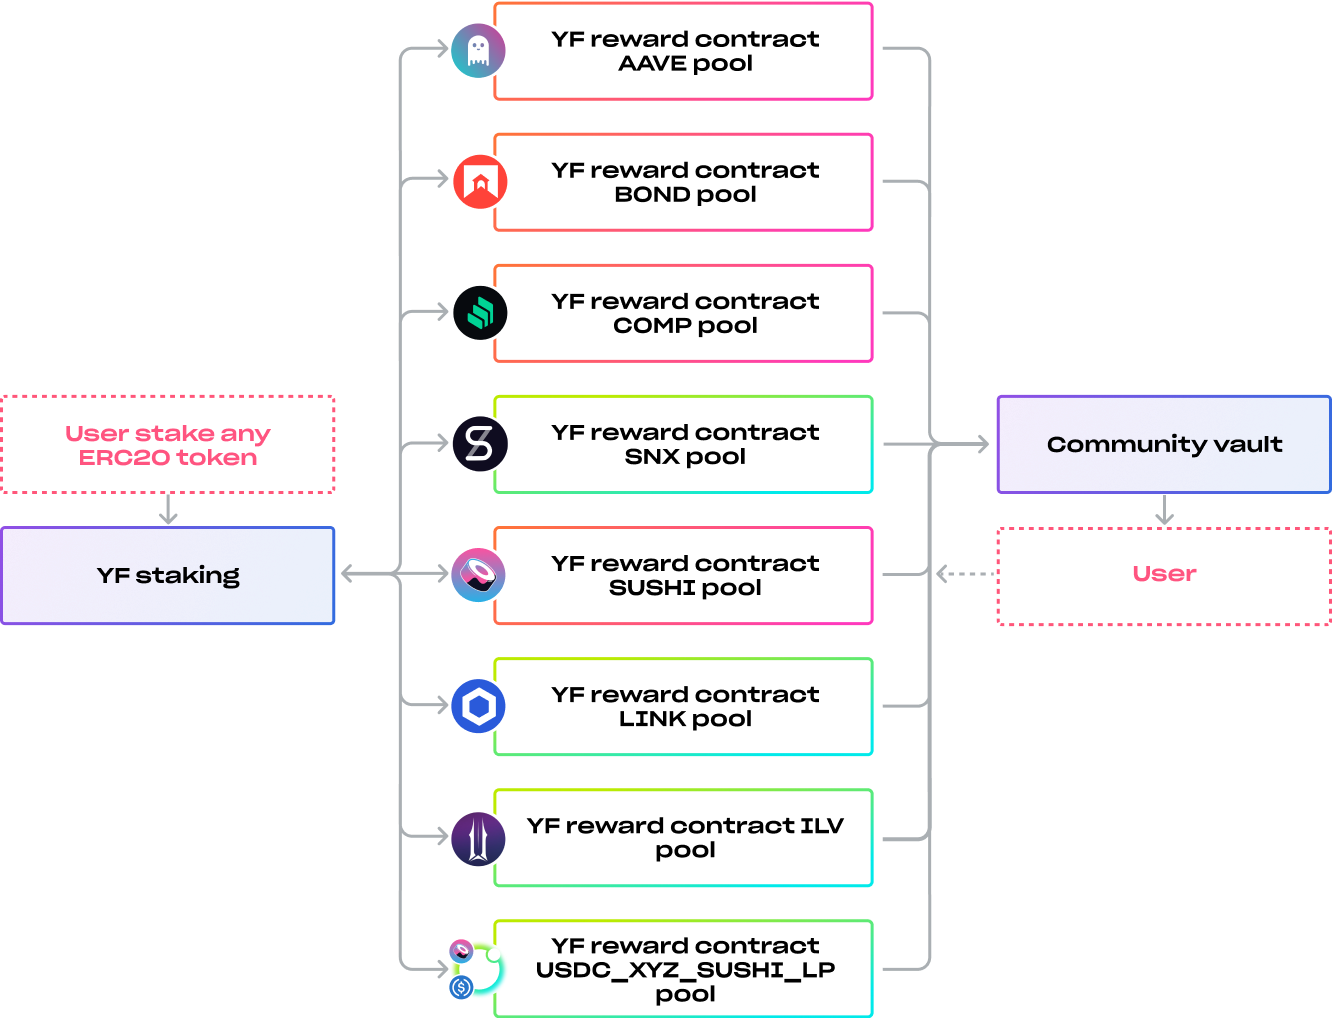 YF reward contract
AAVE pool
YF reward contract
BOND pool
YF reward contract
COMP pool
User stake any
ERC20 token
YF reward contract
SNX pool
Community vault
YF staking
YF reward contract
SUSHI pool
User
YF reward contract
LINK pool
YF reward contract ILV
pool
YF reward contract
USDC_XYZ_SUSHI_LP
pool